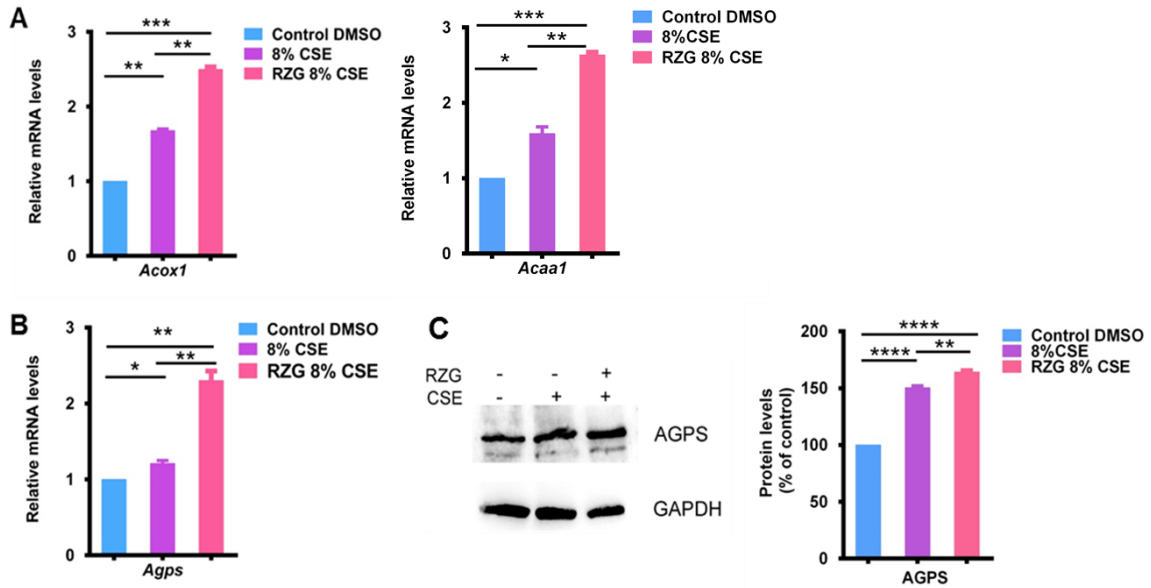 A
Relative mRNA levels
3
2
1
0
***
**
**
Acox1
Control DMSO
8% CSE
RZG 8% CSE
Relative mRNA levels
3
2
1
0
***
**
*
Acaa1
Control DMSO
8%CSE
RZG 8% CSE
B
Relative mRNA levels
3
2
1
0
**
**
*
Agps
Control DMSO
8% CSE
RZG 8% CSE
C
RZG - - +
CSE - + +
AGPS
GAPDH
Protein levels
(% of control)
200
150
100
50
0
****
****
**
AGPS
Control DMSO
8%CSE
RZG 8% CSE